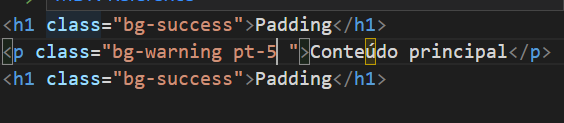 <h1 class="bg-success">Padding</h1>
<p class="bg-warning pt-5 ">Conteúdo principal</p>
<h1 class="bg-success">Padding</h1>